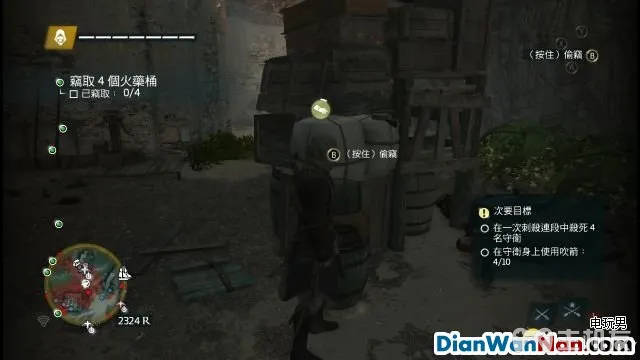 （按住）偷竊 B
A
竊取 4 個火藥桶
已竊取： 0/4
B （按住）偷竊
次要目標
在一次刺殺連段中殺死 4
名守衛
在守衛身上使用吹箭：
4/10
2324 R
电玩男
DianWanNan.com